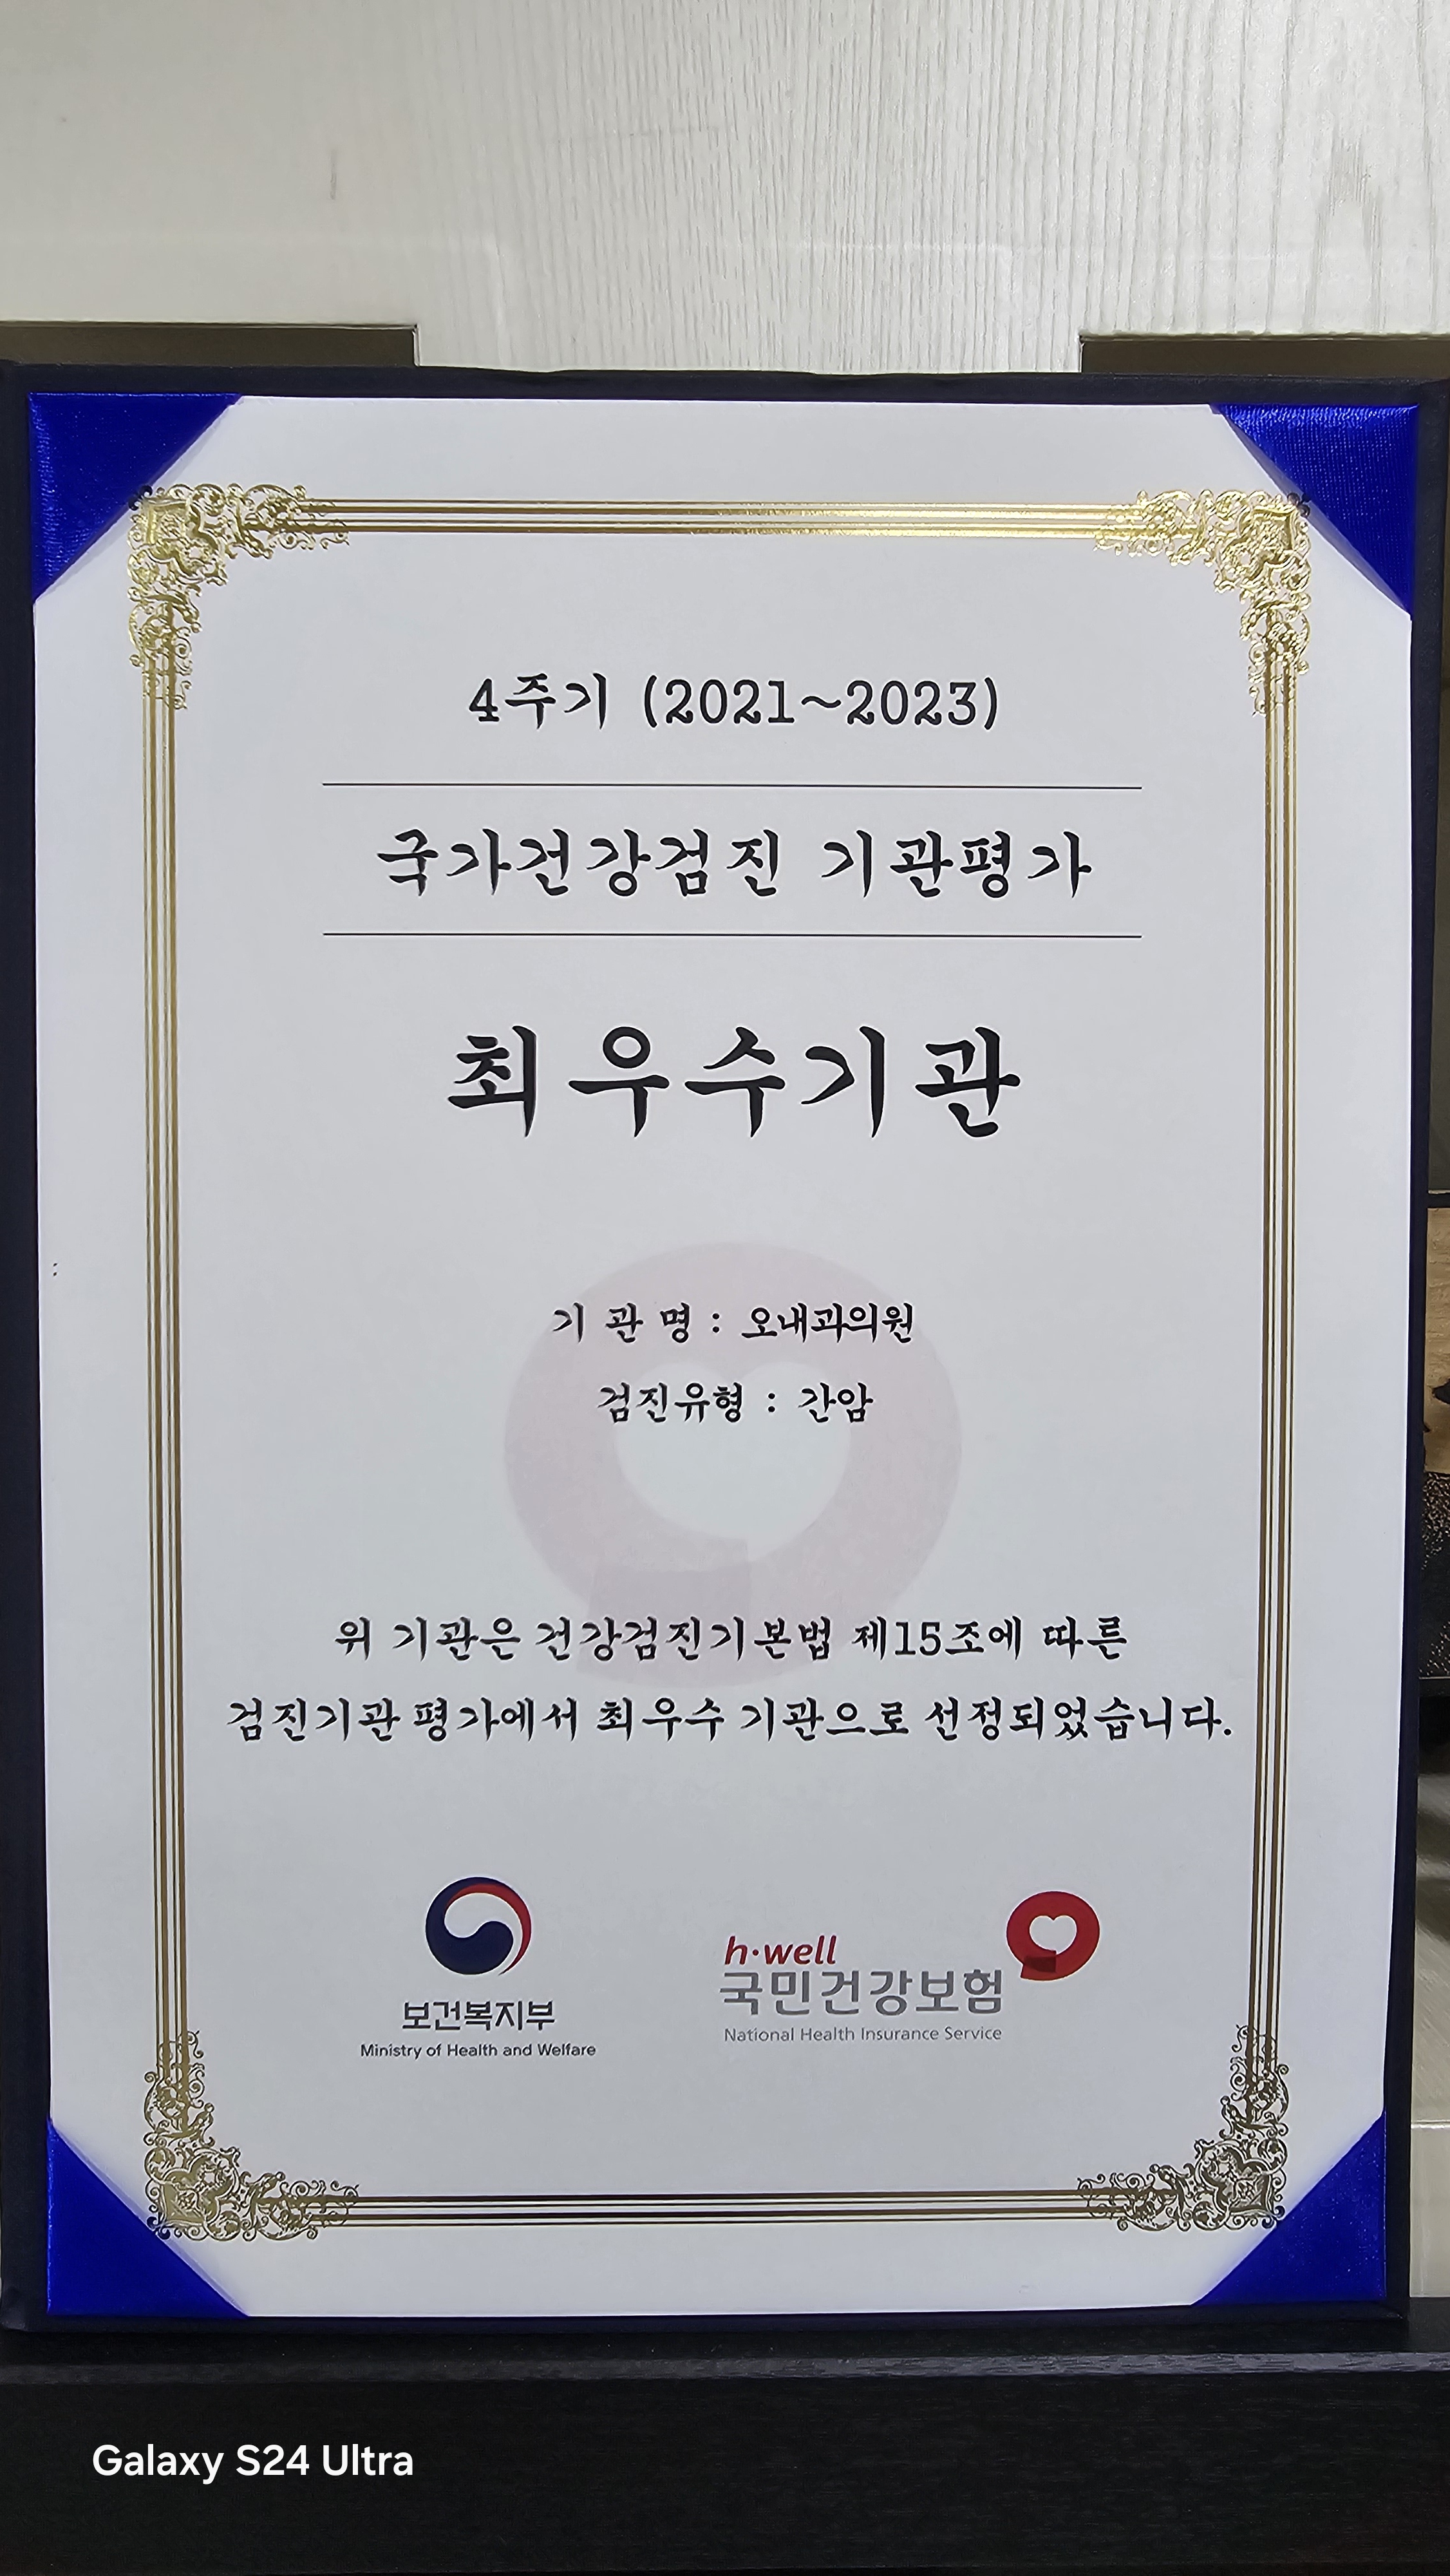 4주기 (2021~2023)
국가건강검진 기관평가
최우수기관
기 관 명 : 오내과의원
검진유형 : 간암
위 기관은 건강검진기본법 제15조에 따른
검진기관 평가에서 최우수 기관으로 선정되었습니다.
보건복지부
Ministry of Health and Welfare
h·well
국민건강보험
National Health Insurance Service
Galaxy S24 Ultra